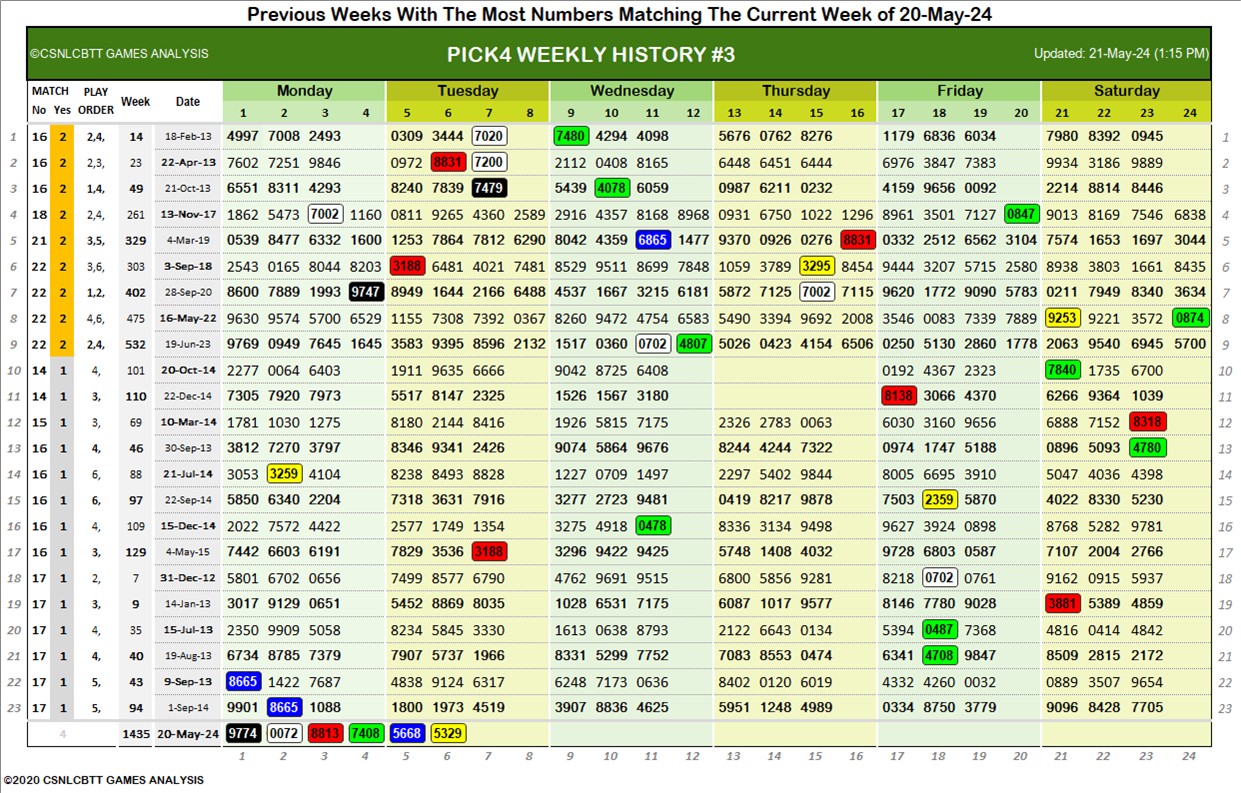 Previous Weeks With The Most Numbers Matching The Current Week of 20-May-24
©CSNLCBTT GAMES ANALYSIS PICK4 WEEKLY HISTORY #3 Updated: 21-May-24 (1:15 PM)
MATCH PLAY Week Date Monday Tuesday Wednesday Thursday Friday Saturday
No Yes ORDER 1 2 3 4 5 6 7 8 9 10 11 12 13 14 15 16 17 18 19 20 21 22 23 24
1 16 2 2,4, 14 18-Feb-13 4997 7008 2493 0309 3444 7020 7480 4294 4098 5676 0762 8276 1179 6836 6034 7980 8392 0945 1
2 16 2 2,3, 23 22-Apr-13 7602 7251 9846 0972 8831 7200 2112 0408 8165 6448 6451 6444 6976 3847 7383 9934 3186 9889 2
3 16 2 1,4, 49 21-Oct-13 6551 8311 4293 8240 7839 7479 5439 4078 6059 0987 6211 0232 4159 9656 0092 2214 8814 8446 3
4 18 2 2,4, 261 13-Nov-17 1862 5473 7002 1160 0811 9265 4360 2589 2916 4357 8168 8968 0931 6750 1022 1296 8961 3501 7127 0847 9013 8169 7546 6838 4
5 21 2 3,5, 329 4-Mar-19 0539 8477 6332 1600 1253 7864 7812 6290 8042 4359 6865 1477 9370 0926 0276 8831 0332 2512 6562 3104 7574 1653 1697 3044 5
6 22 2 3,6, 303 3-Sep-18 2543 0165 8044 8203 3188 6481 4021 7481 8529 9511 8699 7848 1059 3789 3295 8454 9444 3207 5715 2580 8938 3803 1661 8435 6
7 22 2 1,2, 402 28-Sep-20 8600 7889 1993 9747 8949 1644 2166 6488 4537 1667 3215 6181 5872 7125 7002 7115 9620 1772 9090 5783 0211 7949 8340 3634 7
8 22 2 4,6, 475 16-May-22 9630 9574 5700 6529 1155 7308 7392 0367 8260 9472 4754 6583 5490 3394 9692 2008 3546 0083 7339 7889 9253 9221 3572 0874 8
9 22 2 2,4, 532 19-Jun-23 9769 0949 7645 1645 3583 9395 8596 2132 1517 0360 0702 4807 5026 0423 4154 6506 0250 5130 2860 1778 2063 9540 6945 5700 9
10 14 1 4, 101 20-Oct-14 2277 0064 6403 1911 9635 6666 9042 8725 6408 0192 4367 2323 7840 1735 6700 10
11 14 1 3, 110 22-Dec-14 7305 7920 7973 5517 8147 2325 1526 1567 3180 8138 3066 4370 6266 9364 1039 11
12 15 1 3, 69 10-Mar-14 1781 1030 1275 8180 2144 8416 1926 5815 7175 2326 2783 0063 6030 3160 9656 6888 7152 8318 12
13 16 1 4, 46 30-Sep-13 3812 7270 3797 8346 9341 2426 9074 5864 9676 8244 4244 7322 0974 1747 5188 0896 5093 4780 13
14 16 1 6, 88 21-Jul-14 3053 3259 4104 8238 8493 8828 1227 0709 1497 2297 5402 9844 8005 6695 3910 5047 4036 4398 14
15 16 1 6, 97 22-Sep-14 5850 6340 2204 7318 3631 7916 3277 2723 9481 0419 8217 9878 7503 2359 5870 4022 8330 5230 15
16 16 1 4, 109 15-Dec-14 2022 7572 4422 2577 1749 1354 3275 4918 0478 8336 3134 9498 9627 3924 0898 8768 3282 9781 16
17 16 1 3, 129 4-May-15 7442 6603 6191 7829 3536 3188 3296 9422 9425 5748 1408 4032 9728 6803 0587 7107 2004 2766 17
18 17 1 2, 7 31-Dec-12 5801 6702 0656 7499 8577 6790 4762 9691 9515 6800 5856 9281 8218 0702 0761 9162 0915 5937 18
19 17 1 3, 9 14-Jan-13 3017 9129 0651 5452 8869 8035 1028 6531 7175 6087 1017 9577 8146 7780 9028 3881 5389 4859 19
20 17 1 4, 35 15-Jul-13 2350 9909 5058 8234 5845 3330 1613 0638 8793 2122 6643 0134 5394 0487 7368 4816 0414 4842 20
21 17 1 4, 40 19-Aug-13 6734 8785 7379 7907 5737 1966 8331 5299 7752 7083 8553 0474 6341 4708 9847 8509 2815 2172 21
22 17 1 5, 43 9-Sep-13 8665 1422 7687 4838 9124 6317 6248 7173 0636 8402 0120 6019 4332 4260 0032 0889 3507 9654 22
23 17 1 5, 94 1-Sep-14 9901 8665 1088 1800 1973 4519 3907 8836 4625 5951 1248 4989 0334 8750 3779 9096 8428 7705 23
4 1435 20-May-24 9774 0072 8813 7408 5668 5329
1 2 3 4 5 6 7 8 9 10 11 12 13 14 15 16 17 18 19 20 21 22 23 24
©2020 CSNLCBTT GAMES ANALYSIS